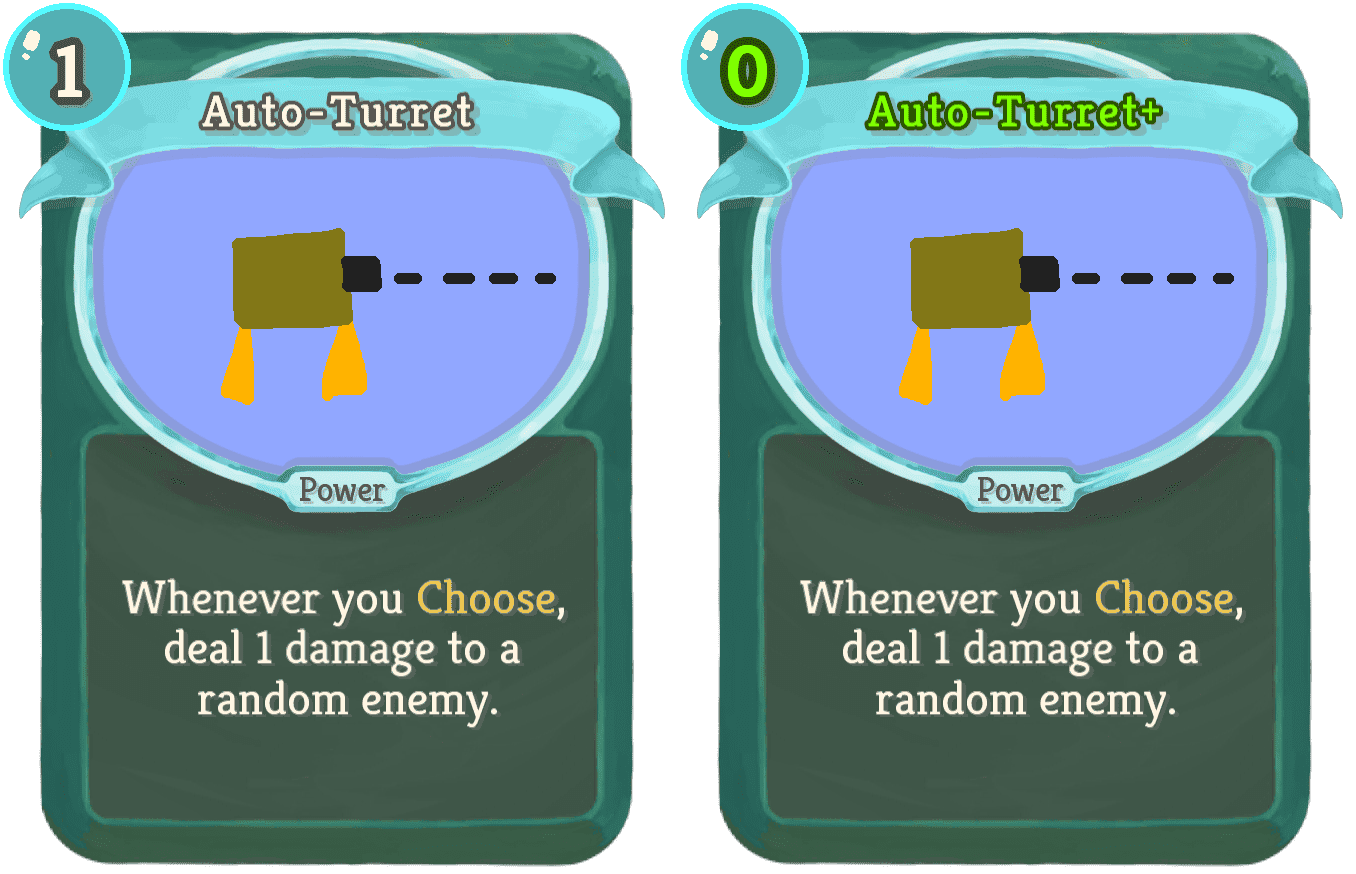 1
Auto-Turret
Power
Whenever you Choose,
deal 1 damage to a
random enemy.
0
Auto-Turret+
Power
Whenever you Choose,
deal 1 damage to a
random enemy.